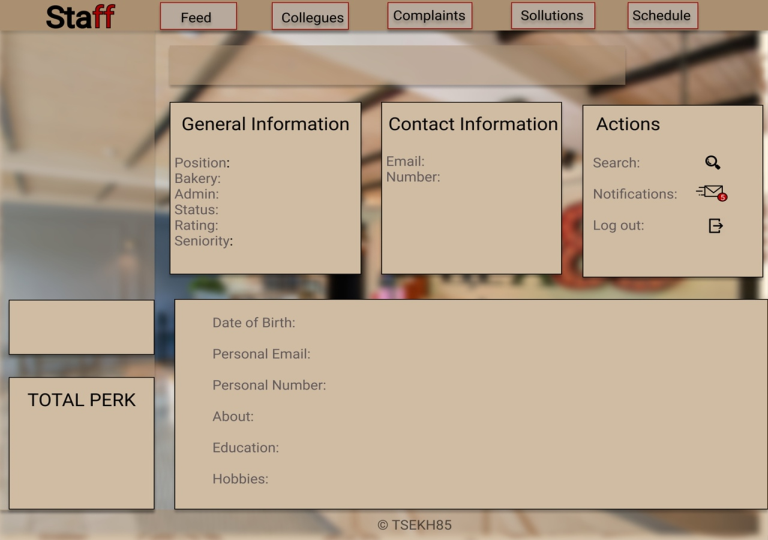 Staff
Feed
Collegues
Complaints
Sollutions
Schedule
General Information
Position:
Bakery:
Admin:
Status:
Rating:
Seniority:
Contact Information
Email:
Number:
Actions
Search:
Notifications:
5
Log out:
TOTAL PERK
Date of Birth:
Personal Email:
Personal Number:
About:
Education:
Hobbies:
© TSEKH85